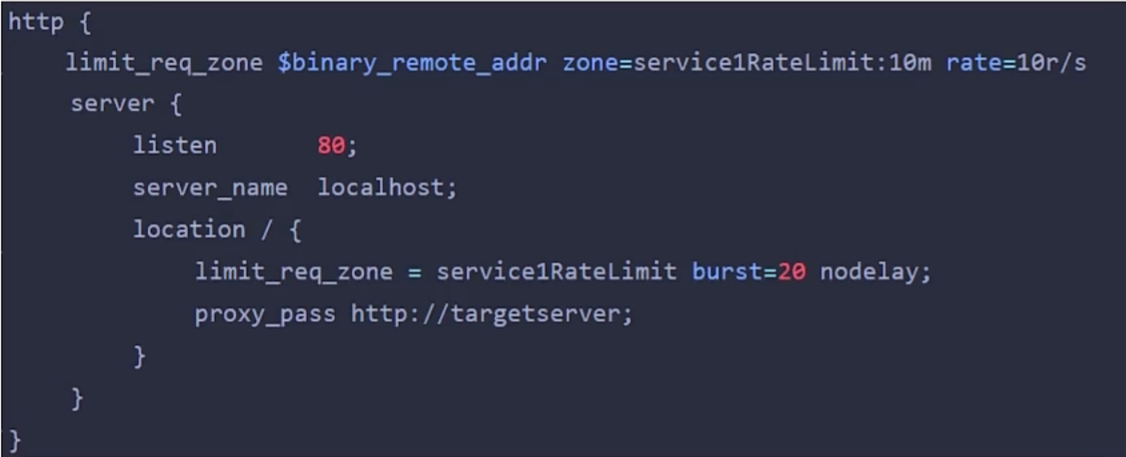 http {
    limit_req_zone $binary_remote_addr zone=service1RateLimit:10m rate=10r/s
    server {
        listen       80;
        server_name  localhost;
        location / {
            limit_req_zone = service1RateLimit burst=20 nodelay;
            proxy_pass http://targetserver;
        }
    }
}